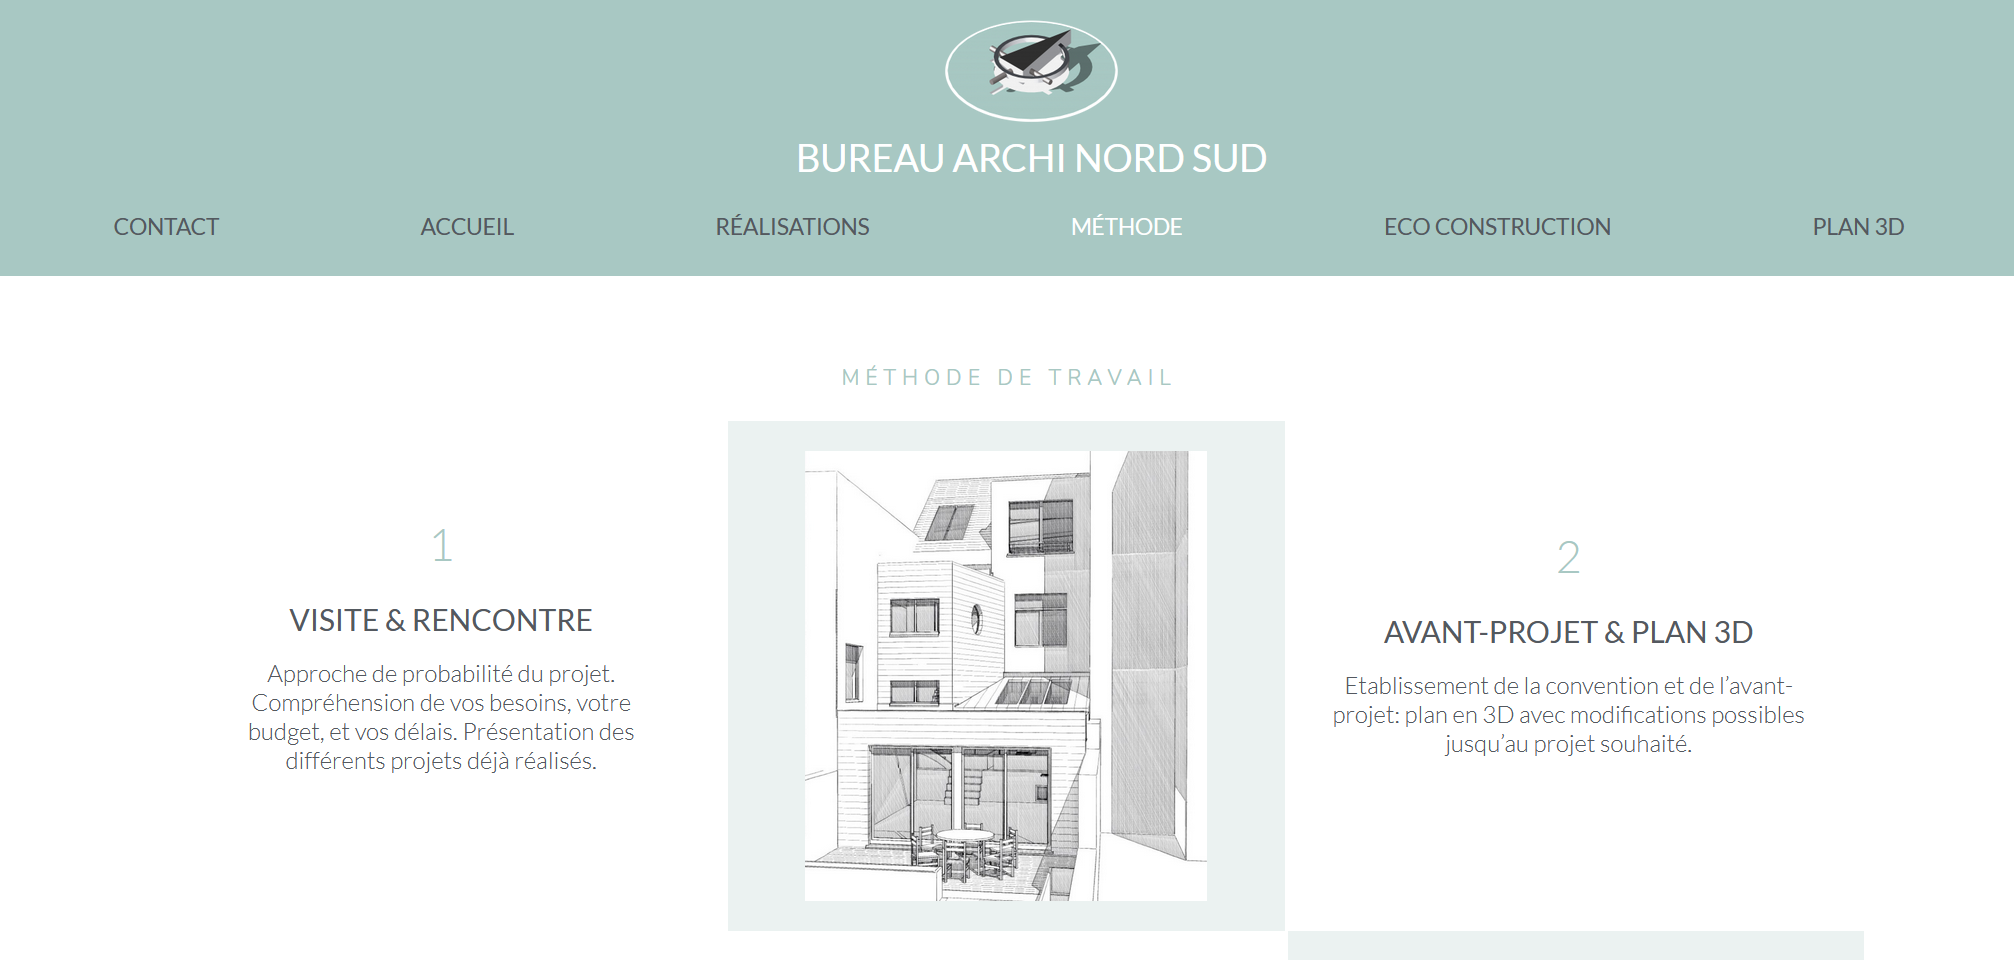 BUREAU ARCHI NORD SUD
CONTACT
ACCUEIL
RÉALISATIONS
MÉTHODE
ECO CONSTRUCTION
PLAN 3D
MÉTHODE DE TRAVAIL
1
VISITE & RENCONTRE
Approche de probabilité du projet.
Compréhension de vos besoins, votre
budget, et vos délais. Présentation des
différents projets déjà réalisés.
2
AVANT-PROJET & PLAN 3D
Etablissement de la convention et de l’avant-
projet: plan en 3D avec modifications possibles
jusqu’au projet souhaité.